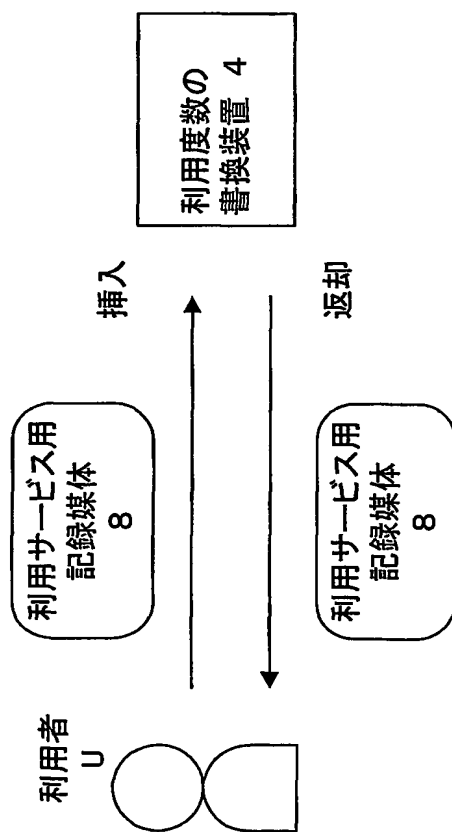 利用者
U
利用サービス用
記録媒体
8
挿入
利用度数の
書換装置 4
利用サービス用
記録媒体
8
返却